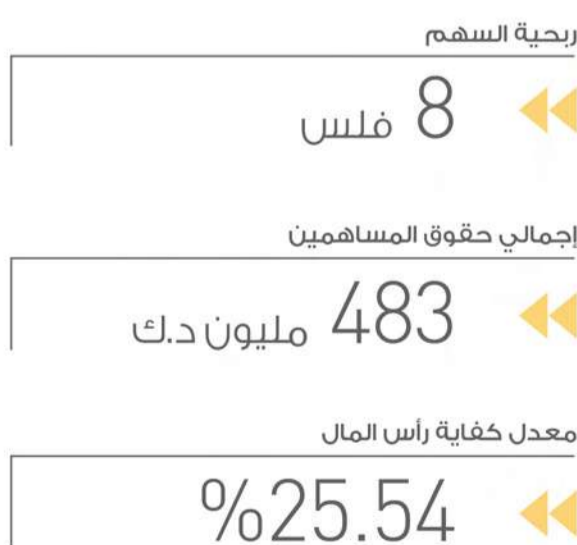 ربحية السهم
8 فلس
إجمالي حقوق المساهمين
483 مليون د.ك
معدل كفاية رأس المال
%25.54